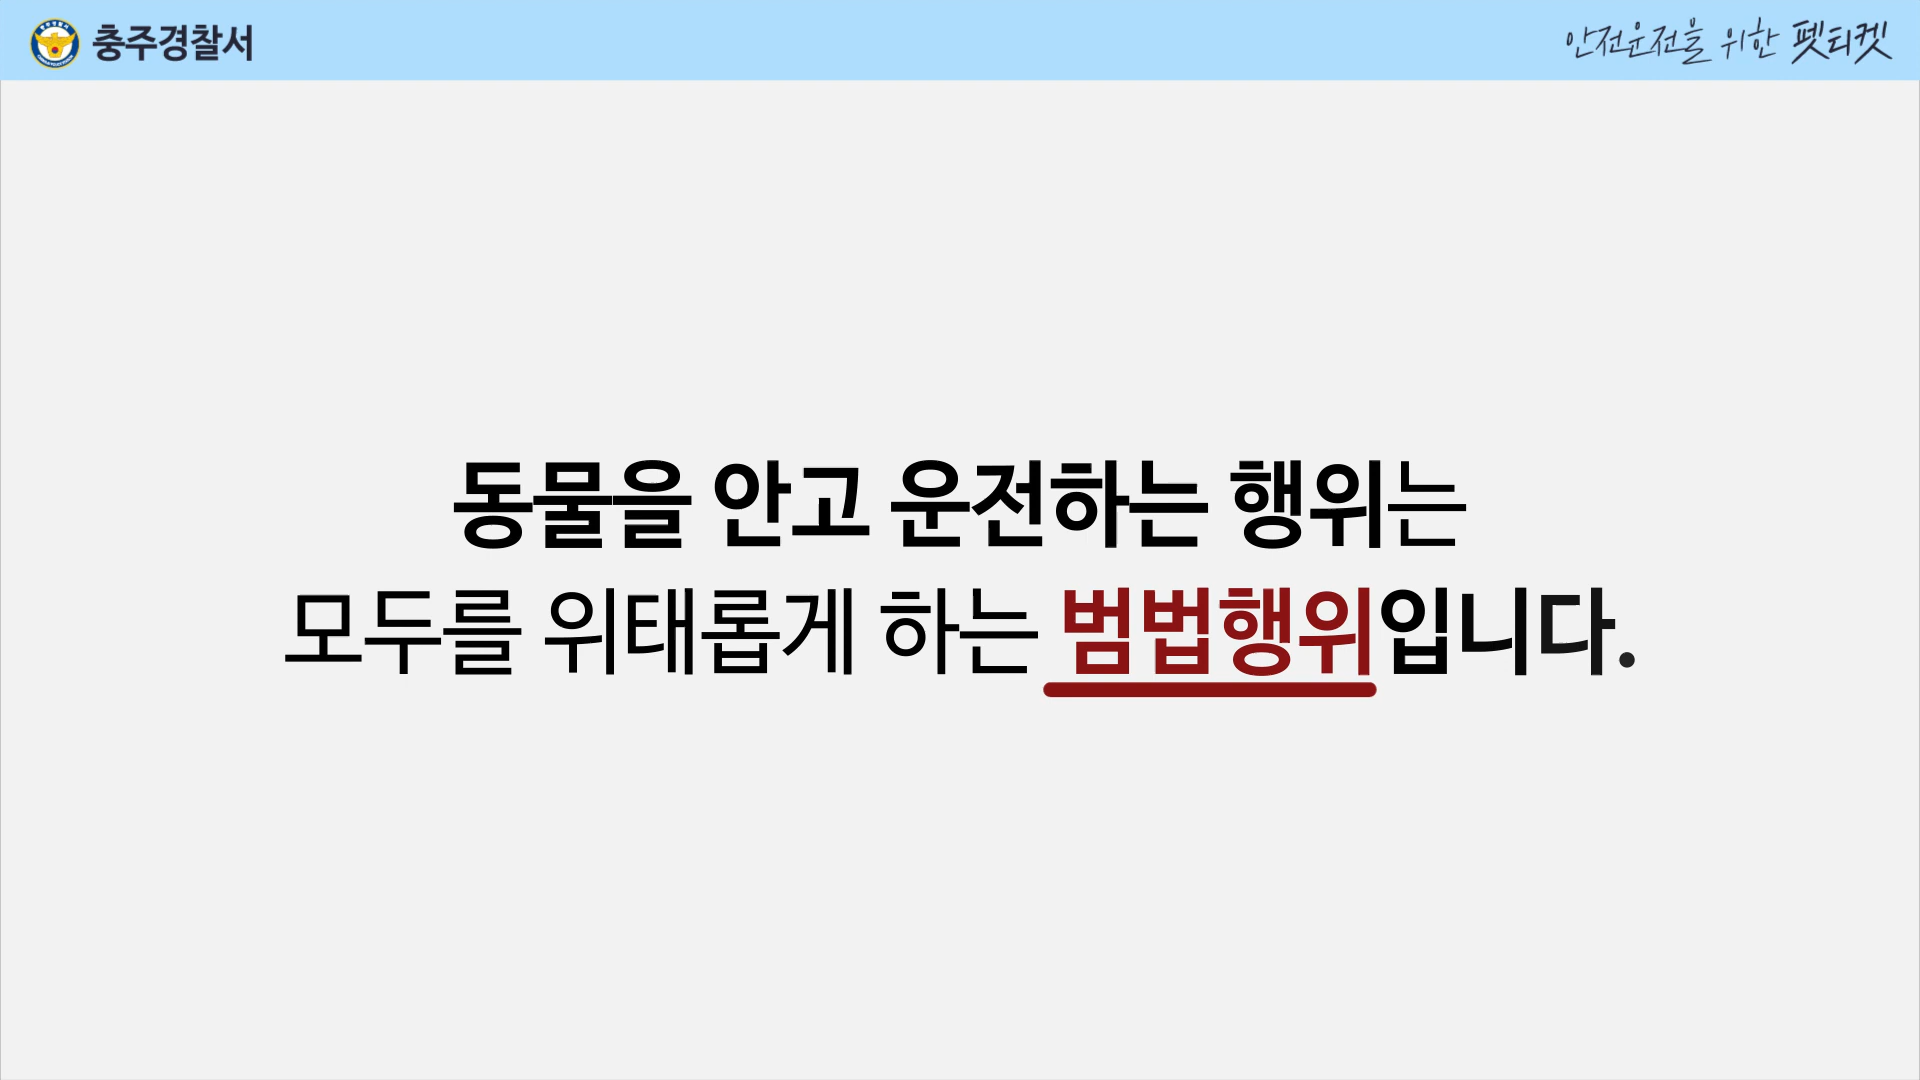 충주경찰서
안전운전을 위한 펫티켓
동물을 안고 운전하는 행위는
모두를 위태롭게 하는 범법행위입니다.